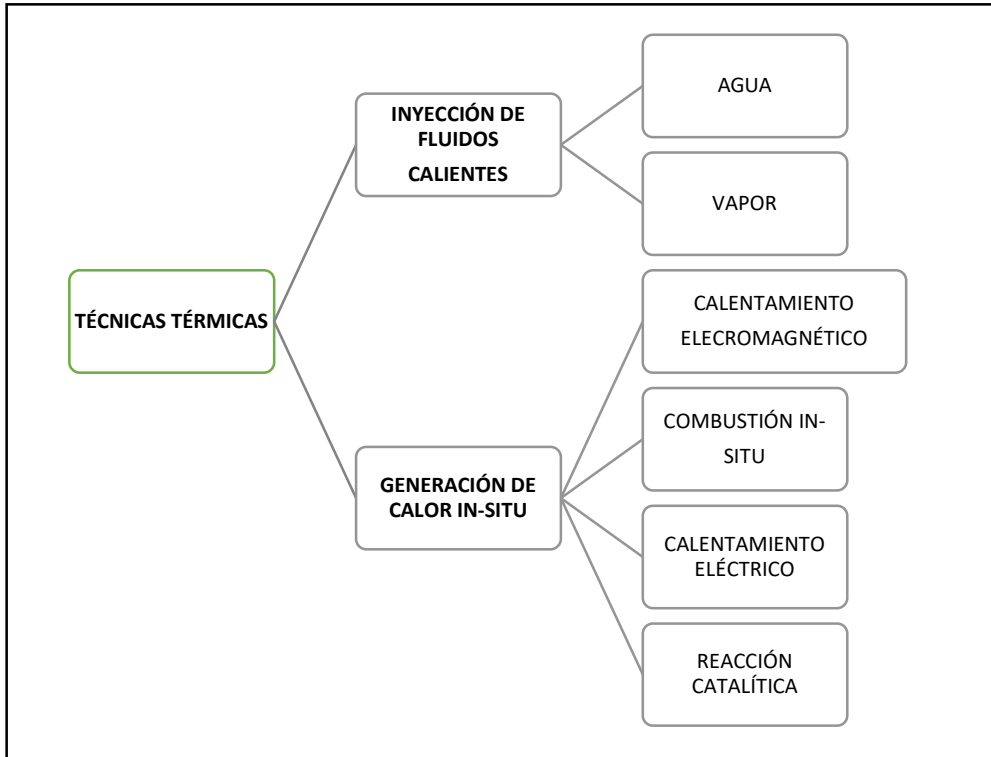 TÉCNICAS TÉRMICAS
INYECCIÓN DE
FLUIDOS
CALIENTES
AGUA
VAPOR
GENERACIÓN DE
CALOR IN-SITU
CALENTAMIENTO
ELECROMAGNÉTICO
COMBUSTIÓN IN-
SITU
CALENTAMIENTO
ELÉCTRICO
REACCIÓN
CATALÍTICA